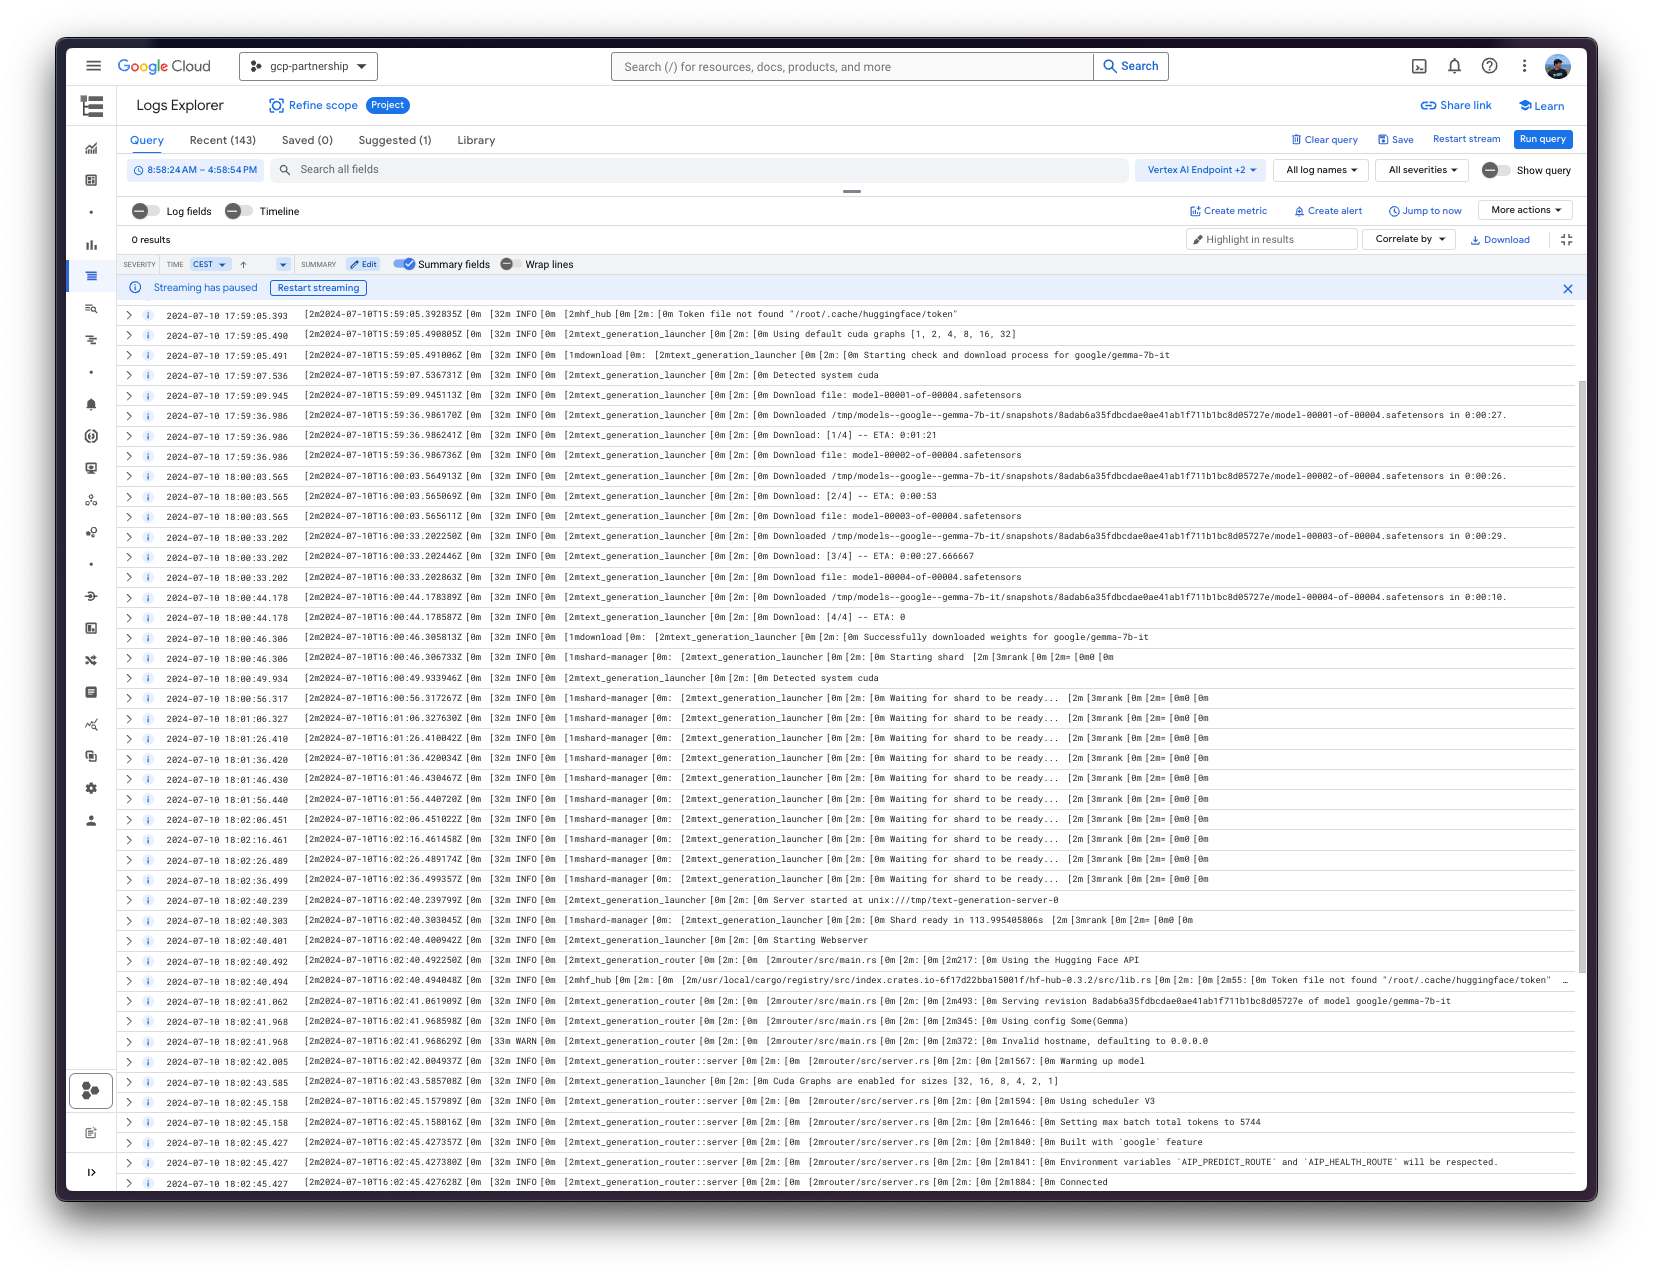 Google Cloud gcp-partnership Search (/) for resources, docs, products, and more Search
Logs Explorer Refine scope Project Share link Learn
Query Recent (143) Saved (0) Suggested (1) Library Clear query Save Restart stream Run query
8:58:24 AM – 4:58:54 PM Search all fields Vertex AI Endpoint +2 All log names All severities Show query
Log fields Timeline Create metric Create alert Jump to now More actions
0 results Highlight in results Correlate by Download
SEVERITY TIME CEST SUMMARY Edit Summary fields Wrap lines
Streaming has paused Restart streaming
2024-07-10 17:59:05.393 [2m2024-07-10T15:59:05.392835Z[0m [32m INFO[0m [2mhf_hub[0m[2m:[0m Token file not found "/root/.cache/huggingface/token"
2024-07-10 17:59:05.490 [2m2024-07-10T15:59:05.490805Z[0m [32m INFO[0m [2mtext_generation_launcher[0m[2m:[0m Using default cuda graphs [1, 2, 4, 8, 16, 32]
2024-07-10 17:59:05.491 [2m2024-07-10T15:59:05.491006Z[0m [32m INFO[0m [1mdownload[0m: [2mtext_generation_launcher[0m[2m:[0m Starting check and download process for google/gemma-7b-it
2024-07-10 17:59:07.536 [2m2024-07-10T15:59:07.536731Z[0m [32m INFO[0m [2mtext_generation_launcher[0m[2m:[0m Detected system cuda
2024-07-10 17:59:09.945 [2m2024-07-10T15:59:09.945113Z[0m [32m INFO[0m [2mtext_generation_launcher[0m[2m:[0m Download file: model-00001-of-00004.safetensors
2024-07-10 17:59:36.986 [2m2024-07-10T15:59:36.986170Z[0m [32m INFO[0m [2mtext_generation_launcher[0m[2m:[0m Downloaded /tmp/models--google--gemma-7b-it/snapshots/8adab6a35fdbcdae0ae41ab1f711b1bc8d05727e/model-00001-of-00004.safetensors in 0:00:27.
2024-07-10 17:59:36.986 [2m2024-07-10T15:59:36.986241Z[0m [32m INFO[0m [2mtext_generation_launcher[0m[2m:[0m Download: [1/4] -- ETA: 0:01:21
2024-07-10 17:59:36.986 [2m2024-07-10T15:59:36.986736Z[0m [32m INFO[0m [2mtext_generation_launcher[0m[2m:[0m Download file: model-00002-of-00004.safetensors
2024-07-10 18:00:03.565 [2m2024-07-10T16:00:03.564913Z[0m [32m INFO[0m [2mtext_generation_launcher[0m[2m:[0m Downloaded /tmp/models--google--gemma-7b-it/snapshots/8adab6a35fdbcdae0ae41ab1f711b1bc8d05727e/model-00002-of-00004.safetensors in 0:00:26.
2024-07-10 18:00:03.565 [2m2024-07-10T16:00:03.565069Z[0m [32m INFO[0m [2mtext_generation_launcher[0m[2m:[0m Download: [2/4] -- ETA: 0:00:53
2024-07-10 18:00:03.565 [2m2024-07-10T16:00:03.565611Z[0m [32m INFO[0m [2mtext_generation_launcher[0m[2m:[0m Download file: model-00003-of-00004.safetensors
2024-07-10 18:00:33.202 [2m2024-07-10T16:00:33.202250Z[0m [32m INFO[0m [2mtext_generation_launcher[0m[2m:[0m Downloaded /tmp/models--google--gemma-7b-it/snapshots/8adab6a35fdbcdae0ae41ab1f711b1bc8d05727e/model-00003-of-00004.safetensors in 0:00:29.
2024-07-10 18:00:33.202 [2m2024-07-10T16:00:33.202446Z[0m [32m INFO[0m [2mtext_generation_launcher[0m[2m:[0m Download: [3/4] -- ETA: 0:00:27.666667
2024-07-10 18:00:33.202 [2m2024-07-10T16:00:33.202863Z[0m [32m INFO[0m [2mtext_generation_launcher[0m[2m:[0m Download file: model-00004-of-00004.safetensors
2024-07-10 18:00:44.178 [2m2024-07-10T16:00:44.178389Z[0m [32m INFO[0m [2mtext_generation_launcher[0m[2m:[0m Downloaded /tmp/models--google--gemma-7b-it/snapshots/8adab6a35fdbcdae0ae41ab1f711b1bc8d05727e/model-00004-of-00004.safetensors in 0:00:10.
2024-07-10 18:00:44.178 [2m2024-07-10T16:00:44.178587Z[0m [32m INFO[0m [2mtext_generation_launcher[0m[2m:[0m Download: [4/4] -- ETA: 0
2024-07-10 18:00:46.306 [2m2024-07-10T16:00:46.305813Z[0m [32m INFO[0m [1mdownload[0m: [2mtext_generation_launcher[0m[2m:[0m Successfully downloaded weights for google/gemma-7b-it
2024-07-10 18:00:46.306 [2m2024-07-10T16:00:46.306733Z[0m [32m INFO[0m [1mshard-manager[0m: [2mtext_generation_launcher[0m[2m:[0m Starting shard [2m[3mrank[0m[2m=[0m0[0m
2024-07-10 18:00:49.934 [2m2024-07-10T16:00:49.933946Z[0m [32m INFO[0m [2mtext_generation_launcher[0m[2m:[0m Detected system cuda
2024-07-10 18:00:56.317 [2m2024-07-10T16:00:56.317267Z[0m [32m INFO[0m [1mshard-manager[0m: [2mtext_generation_launcher[0m[2m:[0m Waiting for shard to be ready... [2m[3mrank[0m[2m=[0m0[0m
2024-07-10 18:01:06.327 [2m2024-07-10T16:01:06.327630Z[0m [32m INFO[0m [1mshard-manager[0m: [2mtext_generation_launcher[0m[2m:[0m Waiting for shard to be ready... [2m[3mrank[0m[2m=[0m0[0m
2024-07-10 18:01:26.410 [2m2024-07-10T16:01:26.410042Z[0m [32m INFO[0m [1mshard-manager[0m: [2mtext_generation_launcher[0m[2m:[0m Waiting for shard to be ready... [2m[3mrank[0m[2m=[0m0[0m
2024-07-10 18:01:36.420 [2m2024-07-10T16:01:36.420034Z[0m [32m INFO[0m [1mshard-manager[0m: [2mtext_generation_launcher[0m[2m:[0m Waiting for shard to be ready... [2m[3mrank[0m[2m=[0m0[0m
2024-07-10 18:01:46.430 [2m2024-07-10T16:01:46.430467Z[0m [32m INFO[0m [1mshard-manager[0m: [2mtext_generation_launcher[0m[2m:[0m Waiting for shard to be ready... [2m[3mrank[0m[2m=[0m0[0m
2024-07-10 18:01:56.440 [2m2024-07-10T16:01:56.440720Z[0m [32m INFO[0m [1mshard-manager[0m: [2mtext_generation_launcher[0m[2m:[0m Waiting for shard to be ready... [2m[3mrank[0m[2m=[0m0[0m
2024-07-10 18:02:06.451 [2m2024-07-10T16:02:06.451022Z[0m [32m INFO[0m [1mshard-manager[0m: [2mtext_generation_launcher[0m[2m:[0m Waiting for shard to be ready... [2m[3mrank[0m[2m=[0m0[0m
2024-07-10 18:02:16.461 [2m2024-07-10T16:02:16.461458Z[0m [32m INFO[0m [1mshard-manager[0m: [2mtext_generation_launcher[0m[2m:[0m Waiting for shard to be ready... [2m[3mrank[0m[2m=[0m0[0m
2024-07-10 18:02:26.489 [2m2024-07-10T16:02:26.489174Z[0m [32m INFO[0m [1mshard-manager[0m: [2mtext_generation_launcher[0m[2m:[0m Waiting for shard to be ready... [2m[3mrank[0m[2m=[0m0[0m
2024-07-10 18:02:36.499 [2m2024-07-10T16:02:36.499357Z[0m [32m INFO[0m [1mshard-manager[0m: [2mtext_generation_launcher[0m[2m:[0m Waiting for shard to be ready... [2m[3mrank[0m[2m=[0m0[0m
2024-07-10 18:02:40.239 [2m2024-07-10T16:02:40.239799Z[0m [32m INFO[0m [2mtext_generation_launcher[0m[2m:[0m Server started at unix:///tmp/text-generation-server-0
2024-07-10 18:02:40.303 [2m2024-07-10T16:02:40.303045Z[0m [32m INFO[0m [1mshard-manager[0m: [2mtext_generation_launcher[0m[2m:[0m Shard ready in 113.995405806s [2m[3mrank[0m[2m=[0m0[0m
2024-07-10 18:02:40.401 [2m2024-07-10T16:02:40.400942Z[0m [32m INFO[0m [2mtext_generation_launcher[0m[2m:[0m Starting Webserver
2024-07-10 18:02:40.492 [2m2024-07-10T16:02:40.492250Z[0m [32m INFO[0m [2mtext_generation_router[0m[2m:[0m [2mrouter/src/main.rs[0m[2m:[0m[2m217:[0m Using the Hugging Face API
2024-07-10 18:02:40.494 [2m2024-07-10T16:02:40.494048Z[0m [32m INFO[0m [2mhf_hub[0m[2m:[0m [2m/usr/local/cargo/registry/src/index.crates.io-6f17d22bba15001f/hf-hub-0.3.2/src/lib.rs[0m[2m:[0m[2m55:[0m Token file not found "/root/.cache/huggingface/token" …
2024-07-10 18:02:41.062 [2m2024-07-10T16:02:41.061909Z[0m [32m INFO[0m [2mtext_generation_router[0m[2m:[0m [2mrouter/src/main.rs[0m[2m:[0m[2m493:[0m Serving revision 8adab6a35fdbcdae0ae41ab1f711b1bc8d05727e of model google/gemma-7b-it
2024-07-10 18:02:41.968 [2m2024-07-10T16:02:41.968598Z[0m [32m INFO[0m [2mtext_generation_router[0m[2m:[0m [2mrouter/src/main.rs[0m[2m:[0m[2m345:[0m Using config Some(Gemma)
2024-07-10 18:02:41.968 [2m2024-07-10T16:02:41.968629Z[0m [33m WARN[0m [2mtext_generation_router[0m[2m:[0m [2mrouter/src/main.rs[0m[2m:[0m[2m372:[0m Invalid hostname, defaulting to 0.0.0.0
2024-07-10 18:02:42.005 [2m2024-07-10T16:02:42.004937Z[0m [32m INFO[0m [2mtext_generation_router::server[0m[2m:[0m [2mrouter/src/server.rs[0m[2m:[0m[2m1567:[0m Warming up model
2024-07-10 18:02:43.585 [2m2024-07-10T16:02:43.585708Z[0m [32m INFO[0m [2mtext_generation_launcher[0m[2m:[0m Cuda Graphs are enabled for sizes [32, 16, 8, 4, 2, 1]
2024-07-10 18:02:45.158 [2m2024-07-10T16:02:45.157989Z[0m [32m INFO[0m [2mtext_generation_router::server[0m[2m:[0m [2mrouter/src/server.rs[0m[2m:[0m[2m1594:[0m Using scheduler V3
2024-07-10 18:02:45.158 [2m2024-07-10T16:02:45.158016Z[0m [32m INFO[0m [2mtext_generation_router::server[0m[2m:[0m [2mrouter/src/server.rs[0m[2m:[0m[2m1646:[0m Setting max batch total tokens to 5744
2024-07-10 18:02:45.427 [2m2024-07-10T16:02:45.427357Z[0m [32m INFO[0m [2mtext_generation_router::server[0m[2m:[0m [2mrouter/src/server.rs[0m[2m:[0m[2m1840:[0m Built with `google` feature
2024-07-10 18:02:45.427 [2m2024-07-10T16:02:45.427380Z[0m [32m INFO[0m [2mtext_generation_router::server[0m[2m:[0m [2mrouter/src/server.rs[0m[2m:[0m[2m1841:[0m Environment variables `AIP_PREDICT_ROUTE` and `AIP_HEALTH_ROUTE` will be respected.
2024-07-10 18:02:45.427 [2m2024-07-10T16:02:45.427628Z[0m [32m INFO[0m [2mtext_generation_router::server[0m[2m:[0m [2mrouter/src/server.rs[0m[2m:[0m[2m1884:[0m Connected